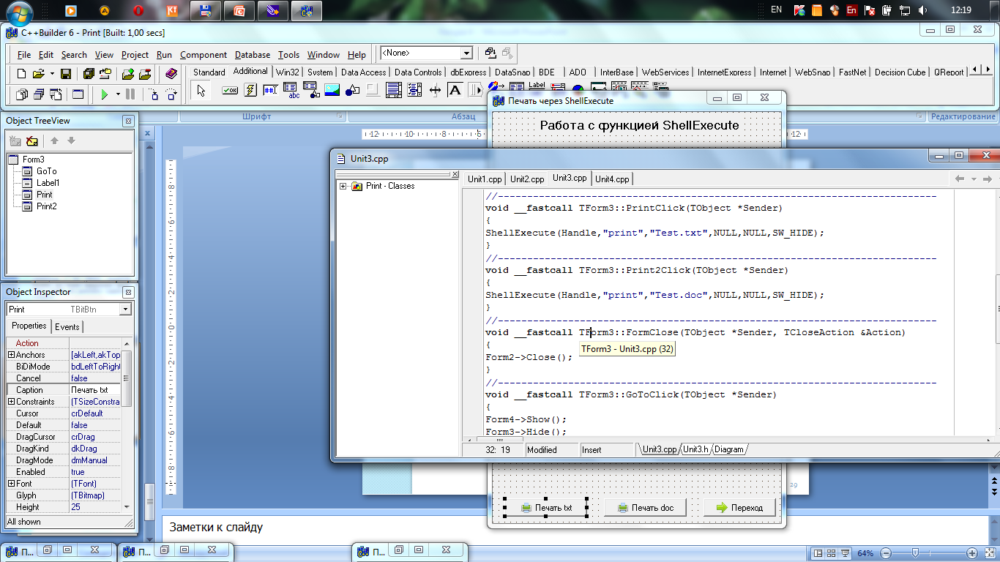 EN
En
12:19
C++Builder 6 - Print [Built: 1,00 secs]
File Edit Search View Project Run Component Database Tools Window Help
<None>
Standard Additional Win32 System Data Access Data Controls dbExpress DataSnap BDE ADO InterBase WebServices InternetExpress Internet WebSnap FastNet Decision Cube QReport
Шрифт
Абзац
Редактирование
Object TreeView
Form3
GoTo
Label1
Print
Print2
Печать через ShellExecute
Работа с функцией ShellExecute
Unit3.cpp
Print - Classes
Unit1.cpp Unit2.cpp Unit3.cpp Unit4.cpp
//---------------------------------------------------------------------------
void __fastcall TForm3::PrintClick(TObject *Sender)
{
ShellExecute(Handle,"print","Test.txt",NULL,NULL,SW_HIDE);
}
//---------------------------------------------------------------------------
void __fastcall TForm3::Print2Click(TObject *Sender)
{
ShellExecute(Handle,"print","Test.doc",NULL,NULL,SW_HIDE);
}
//---------------------------------------------------------------------------
void __fastcall TForm3::FormClose(TObject *Sender, TCloseAction &Action)
{
TForm3 - Unit3.cpp (32)
Form2->Close();
}
//---------------------------------------------------------------------------
void __fastcall TForm3::GoToClick(TObject *Sender)
{
Form4->Show();
Form3->Hide();
32: 19 Modified Insert Unit3.cpp Unit3.h Diagram
Object Inspector
Print TBitBtn
Properties Events
Action
Anchors [akLeft,akTop
BiDiMode bdLeftToRight
Cancel false
Caption Печать txt
Constraints (TSizeConstra
Cursor crDefault
Default false
DragCursor crDrag
DragKind dkDrag
DragMode dmManual
Enabled true
Font (TFont)
Glyph (TBitmap)
Height 25
All shown
29
Печать txt Печать doc Переход
Заметки к слайду
П... П... П...
64%